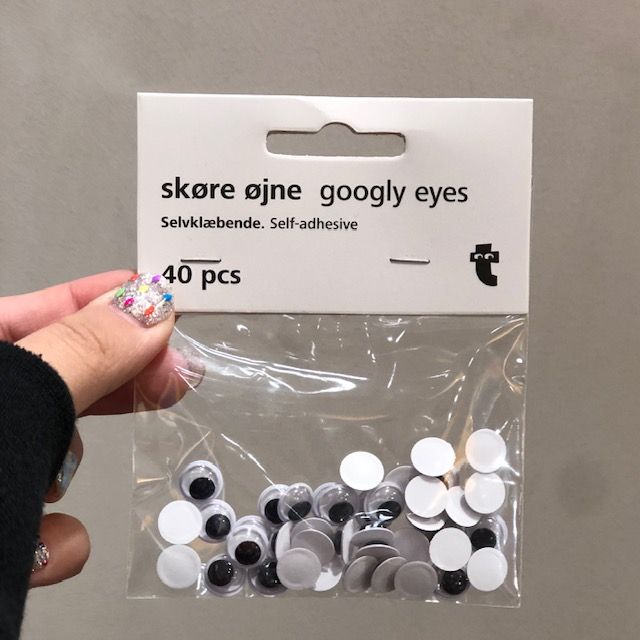 skøre øjne googly eyes
Selvklæbende. Self-adhesive
40 pcs
t